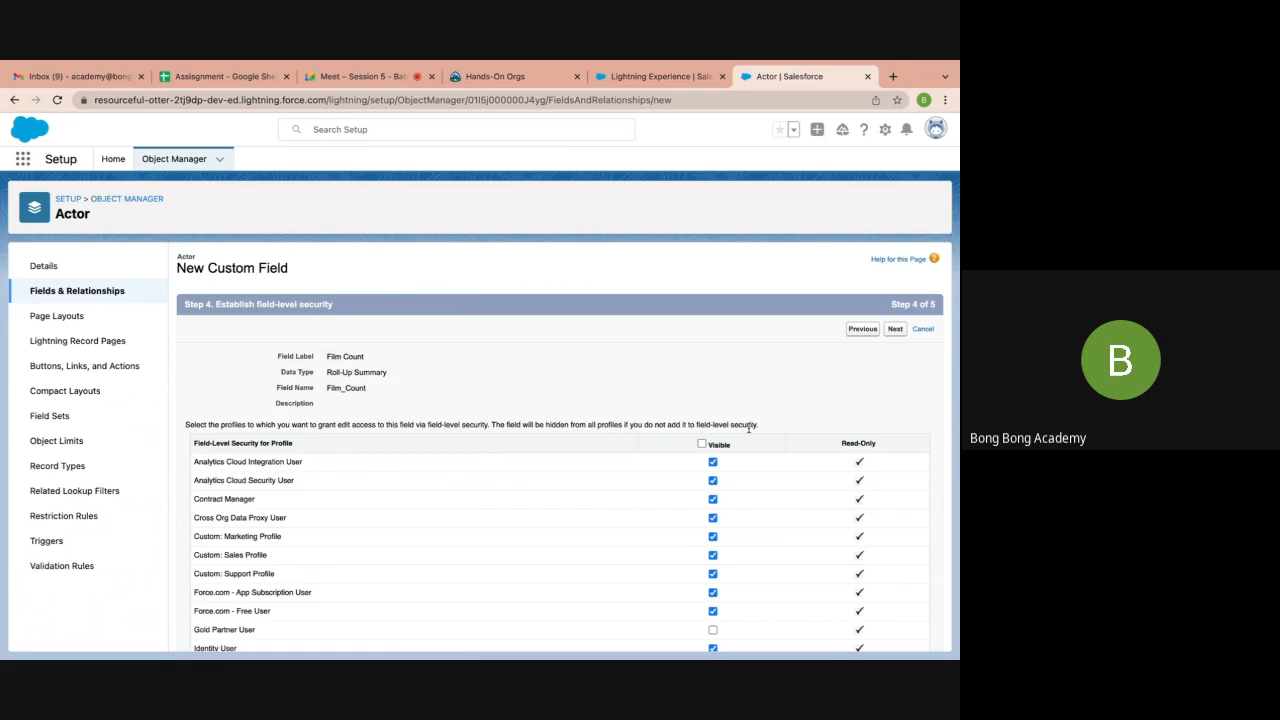 Inbox (9) - academy@bong
Assisgnment - Google She
Meet – Session 5 - Bat
Hands-On Orgs
Lightning Experience | Sale
Actor | Salesforce
resourceful-otter-2tj9dp-dev-ed.lightning.force.com/lightning/setup/ObjectManager/01I5j000000J4yg/FieldsAndRelationships/new
B
Search Setup
Setup
Home
Object Manager
SETUP > OBJECT MANAGER
Actor
Details
Fields & Relationships
Page Layouts
Lightning Record Pages
Buttons, Links, and Actions
Compact Layouts
Field Sets
Object Limits
Record Types
Related Lookup Filters
Restriction Rules
Triggers
Validation Rules
Actor
New Custom Field
Help for this Page ?
Step 4. Establish field-level security
Step 4 of 5
Previous
Next
Cancel
Field Label Film Count
Data Type Roll-Up Summary
Field Name Film_Count
Description
Select the profiles to which you want to grant edit access to this field via field-level security. The field will be hidden from all profiles if you do not add it to field-level security.
Field-Level Security for Profile
Visible
Read-Only
Analytics Cloud Integration User
Analytics Cloud Security User
Contract Manager
Cross Org Data Proxy User
Custom: Marketing Profile
Custom: Sales Profile
Custom: Support Profile
Force.com - App Subscription User
Force.com - Free User
Gold Partner User
Identity User
B
Bong Bong Academy